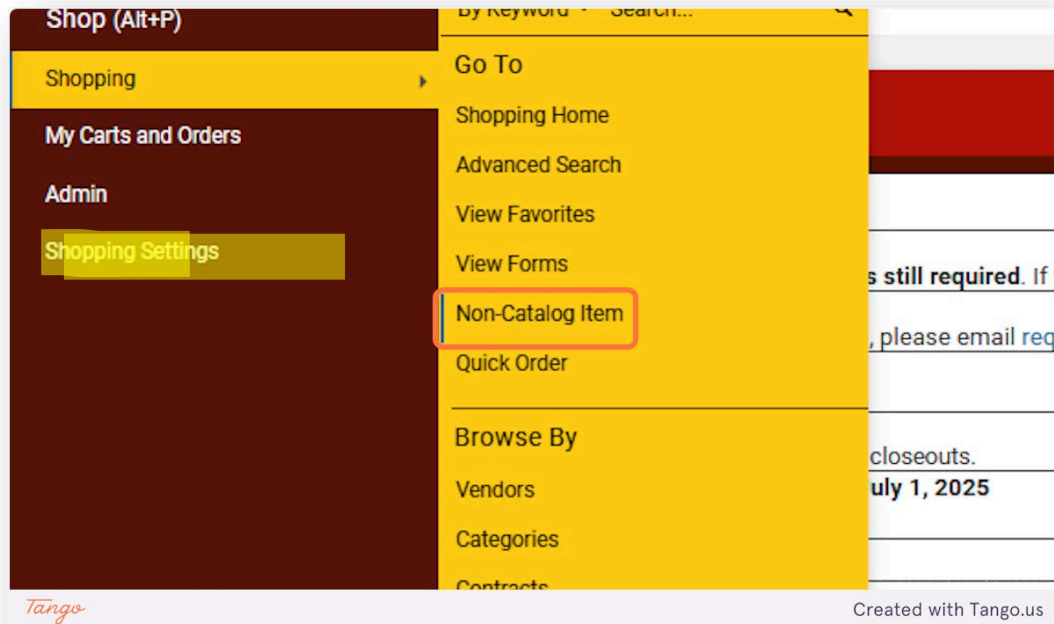 Shop (Alt+P)
Shopping
My Carts and Orders
Admin
Shopping Settings
By Keyword Search...
Go To
Shopping Home
Advanced Search
View Favorites
View Forms
Non-Catalog Item
Quick Order
Browse By
Vendors
Categories
Contracts
s still required. If
, please email req
closeouts.
uly 1, 2025
Tango
Created with Tango.us